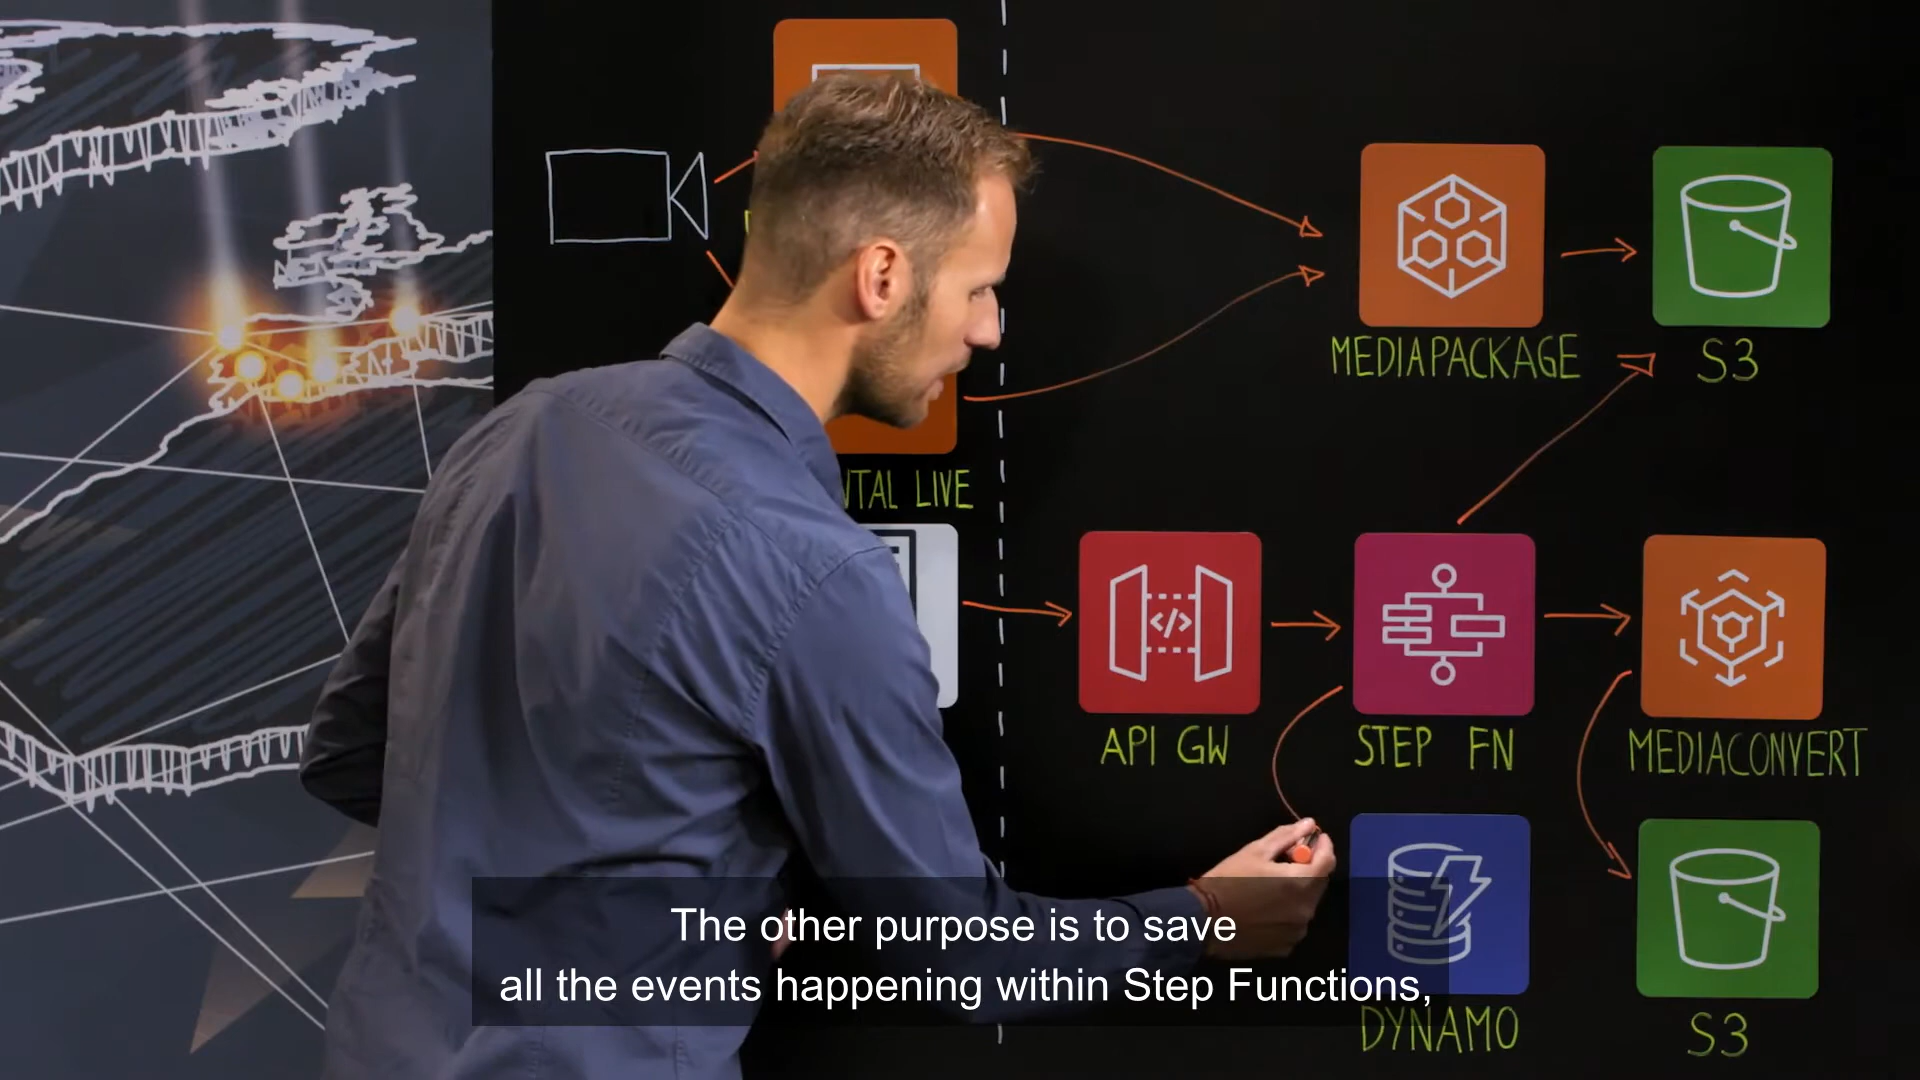 MEDIAPACKAGE
S3
LIVE
</>
API GW
STEP FN
MEDIACONVERT
The other purpose is to save
all the events happening within Step Functions,
DYNAMO
S3